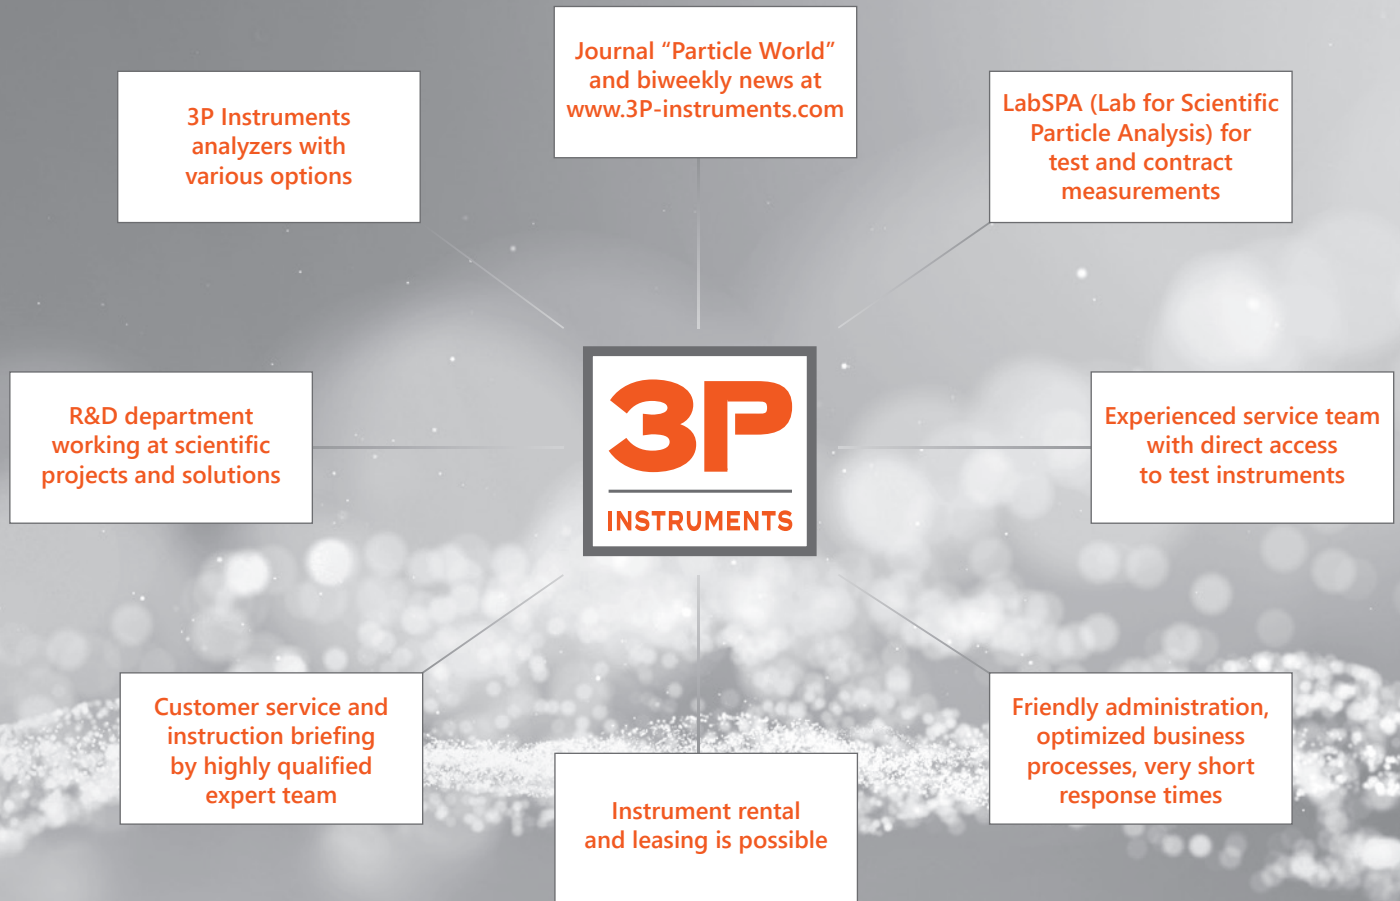 Journal “Particle World”
and biweekly news at
www.3P-instruments.com
3P Instruments
analyzers with
various options
LabSPA (Lab for Scientific
Particle Analysis) for
test and contract
measurements
3P
INSTRUMENTS
R&D department
working at scientific
projects and solutions
Experienced service team
with direct access
to test instruments
Customer service and
instruction briefing
by highly qualified
expert team
Instrument rental
and leasing is possible
Friendly administration,
optimized business
processes, very short
response times